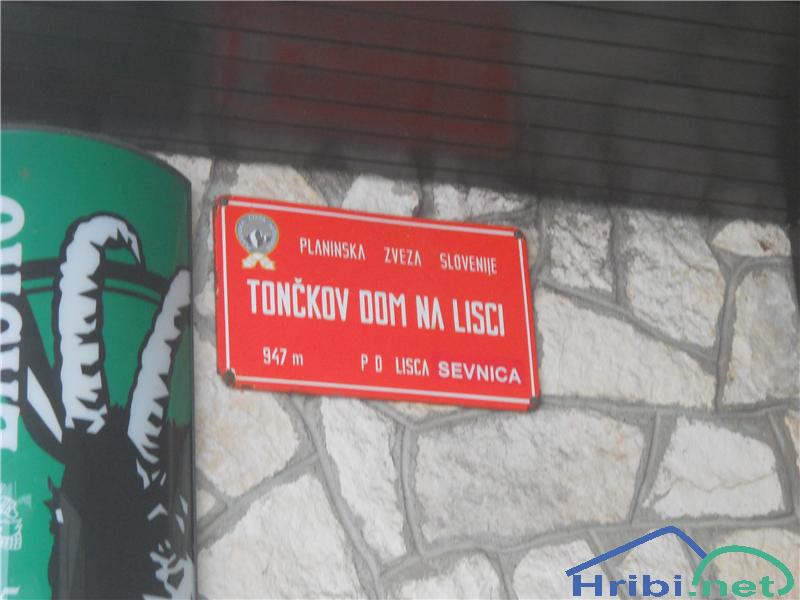 PLANINSKA ZVEZA SLOVENIJE
TONČKOV DOM NA LISCI
947 m P D LISCA SEVNICA
Hribi.net